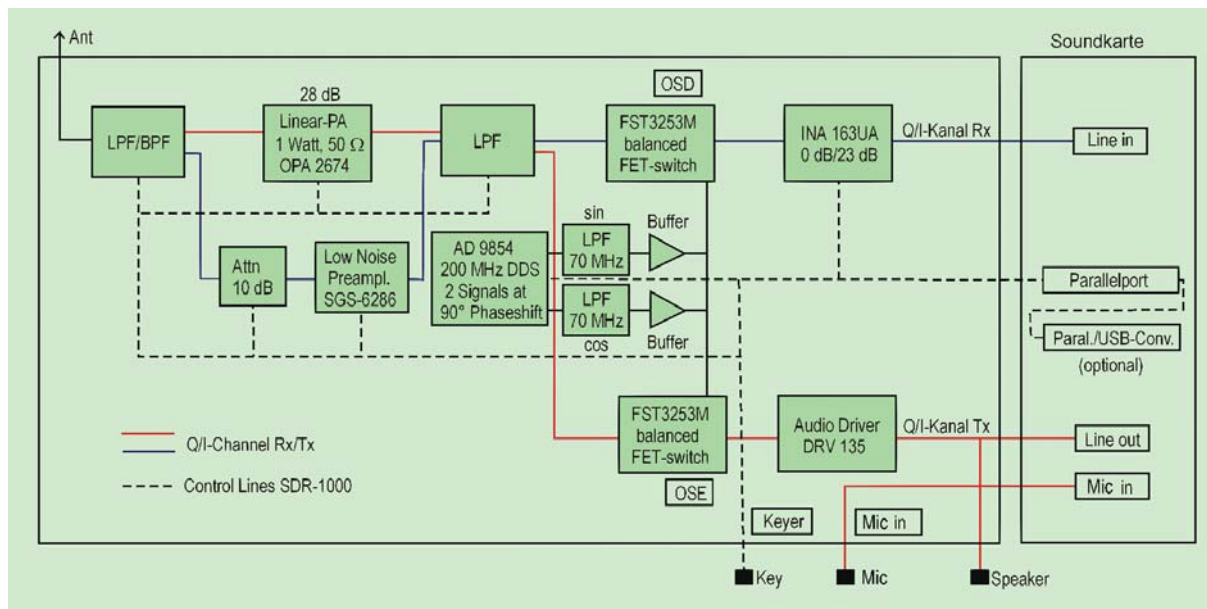 Ant
Soundkarte
LPF/BPF
28 dB
Linear-PA
1 Watt, 50 Ω
OPA 2674
LPF
OSD
FST3253M
balanced
FET-switch
INA 163UA
0 dB/23 dB
Q/I-Kanal Rx
Line in
Attn
10 dB
Low Noise
Preampl.
SGS-6286
AD 9854
200 MHz DDS
2 Signals at
90° Phaseshift
sin
LPF
70 MHz
Buffer
LPF
70 MHz
cos
Buffer
Parallelport
Paral./USB-Conv.
(optional)
Q/I-Channel Rx/Tx
Control Lines SDR-1000
FST3253M
balanced
FET-switch
OSE
Audio Driver
DRV 135
Q/I-Kanal Tx
Line out
Mic in
Keyer
Mic in
Key
Mic
Speaker